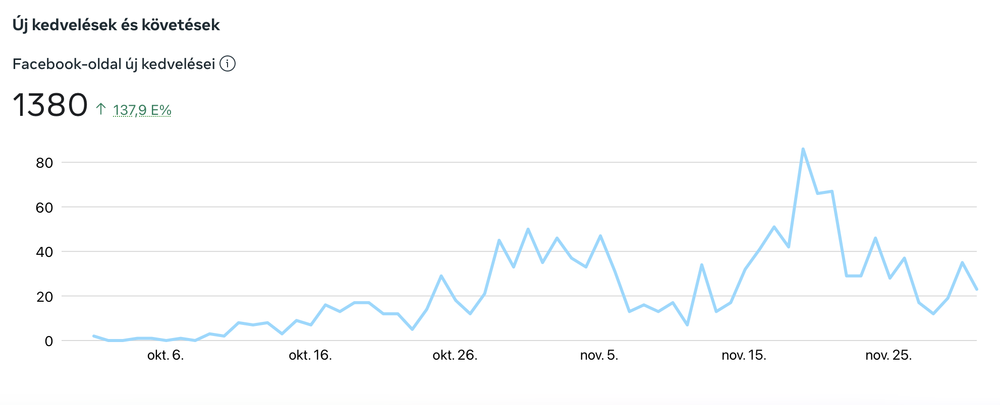 Új kedvelések és követések
Facebook-oldal új kedvelései
1380 ↑ 137,9 E%
80
60
40
20
0
okt. 6. okt. 16. okt. 26. nov. 5. nov. 15. nov. 25.